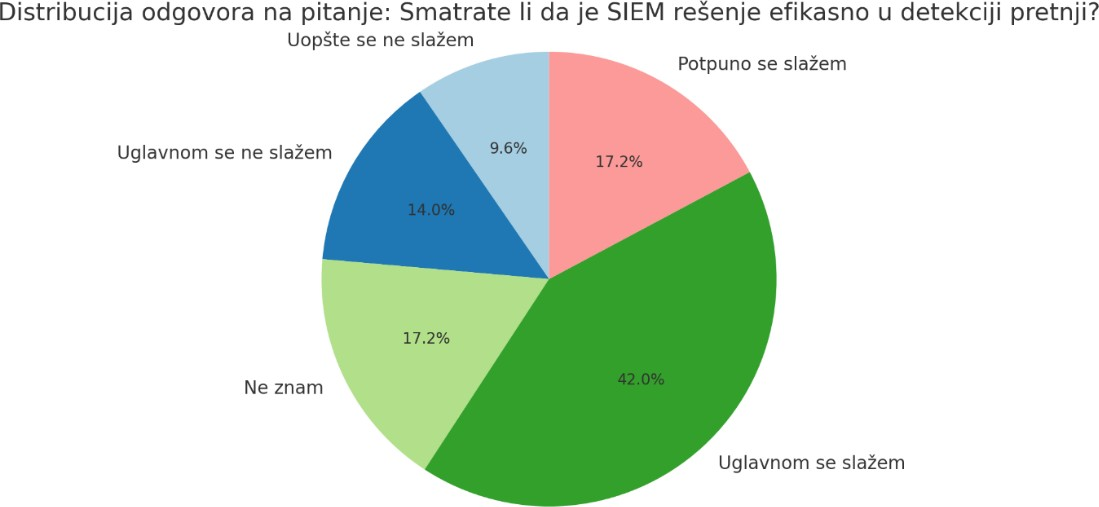 Distribucija odgovora na pitanje: Smatrate li da je SIEM rešenje efikasno u detekciji pretnji?
Uopšte se ne slažem
Potpuno se slažem
Uglavnom se ne slažem
9.6%
17.2%
14.0%
17.2%
Ne znam
42.0%
Uglavnom se slažem